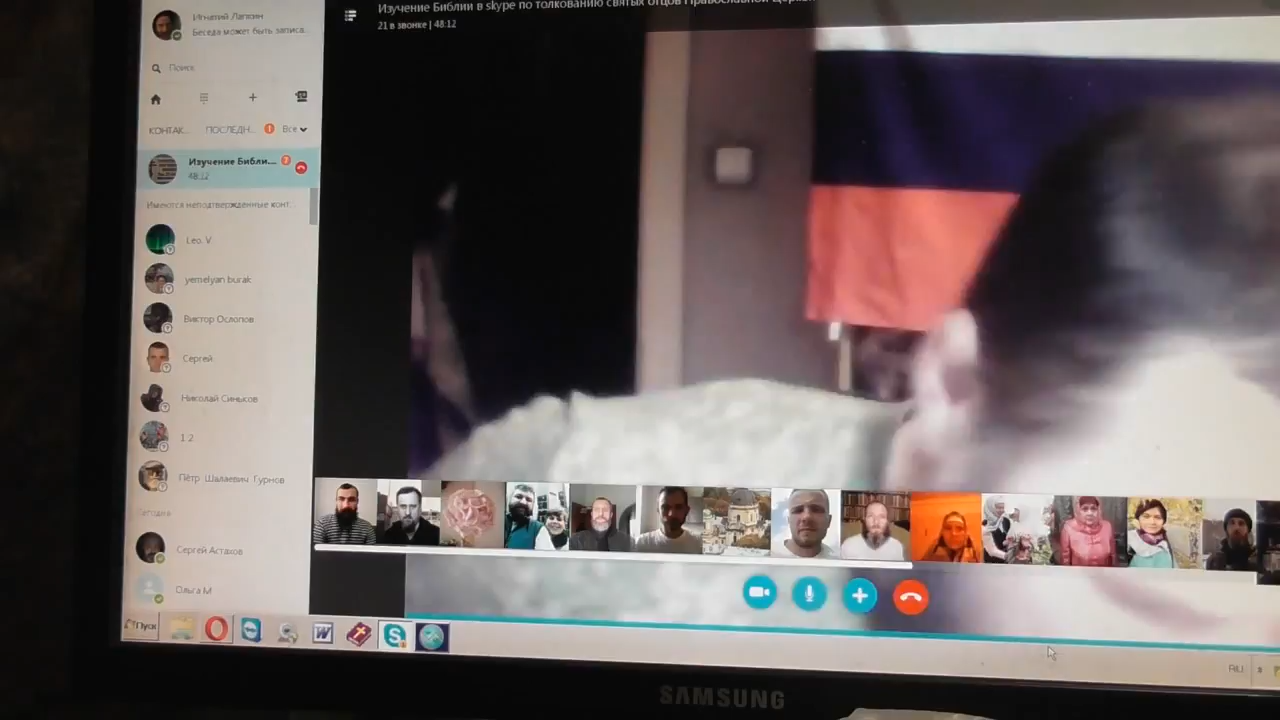 Игнатий Лапкин
Беседа может быть записа...
Поиск
КОНТАК... ПОСЛЕДН... 1 Все
Изучение Библи... 2
48:12
Имеются неподтвержденные конт...
Leo. V
yemelyan burak
Виктор Ослопов
Сергей
Николай Синьков
1 2
Пётр Шалаевич Гурнов
Сегодня
Сергей Астахов
Ольга М
Изучение Библии в skype по толкованию святых отцов Православной Церкви
21 в звонке | 48:12
Пуск
RU
SAMSUNG